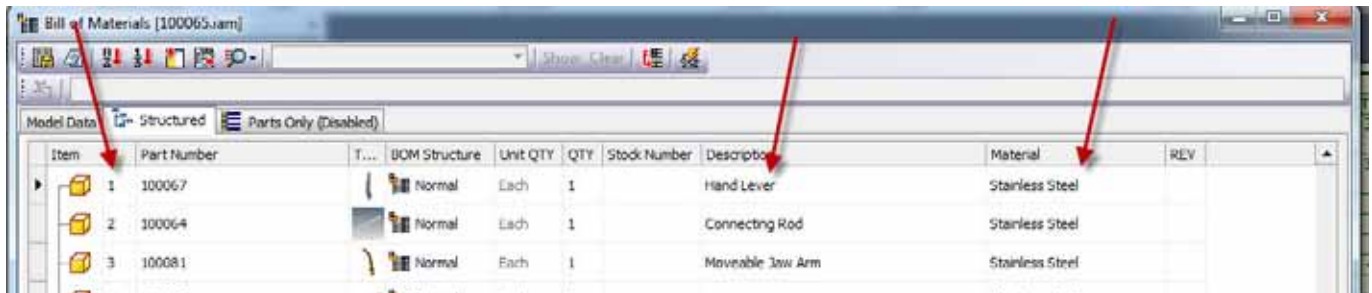 Bill of Materials [100065.iam]
Show Clear
Model Data Structured Parts Only (Disabled)
Item Part Number T... BOM Structure Unit QTY QTY Stock Number Description Material REV
1 100067 Normal Each 1 Hand Lever Stainless Steel
2 100064 Normal Each 1 Connecting Rod Stainless Steel
3 100081 Normal Each 1 Moveable Jaw Arm Stainless Steel